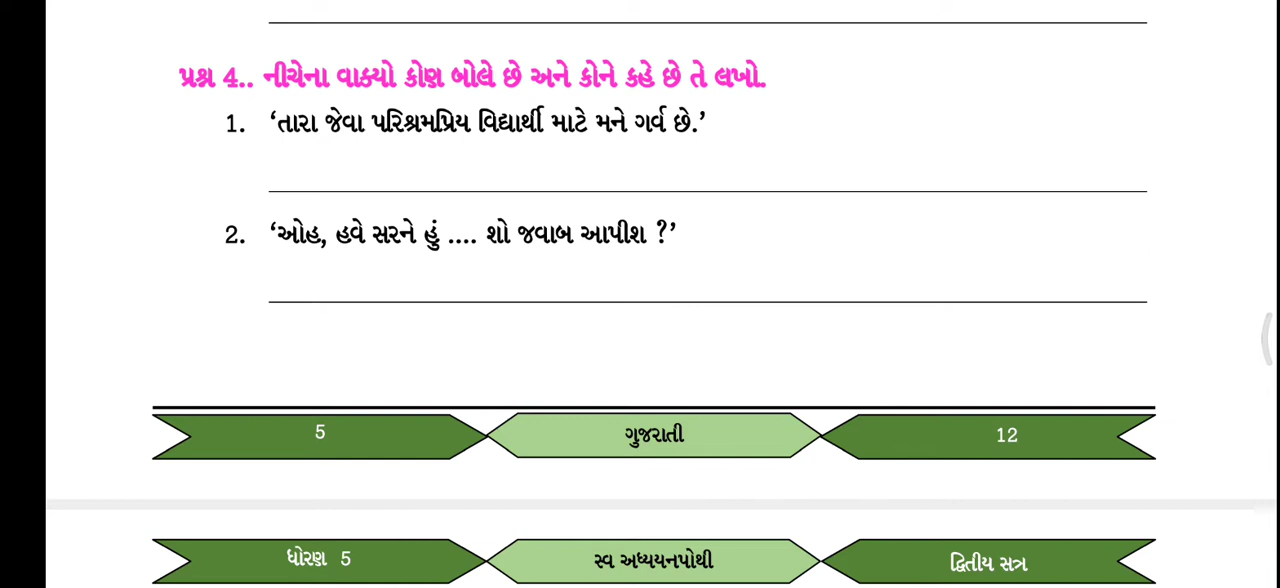 પ્રશ્ન 4.. નીચેના વાક્યો કોણ બોલે છે અને કોને કહે છે તે લખો.
1. ‘તારા જેવા પરિશ્રમપ્રિય વિદ્યાર્થી માટે મને ગર્વ છે.’
2. ‘ઓહ, હવે સરને હું .... શો જવાબ આપીશ ?’
5 ગુજરાતી 12
ધોરણ 5 સ્વ અધ્યયનપોથી દ્વિતીય સત્ર